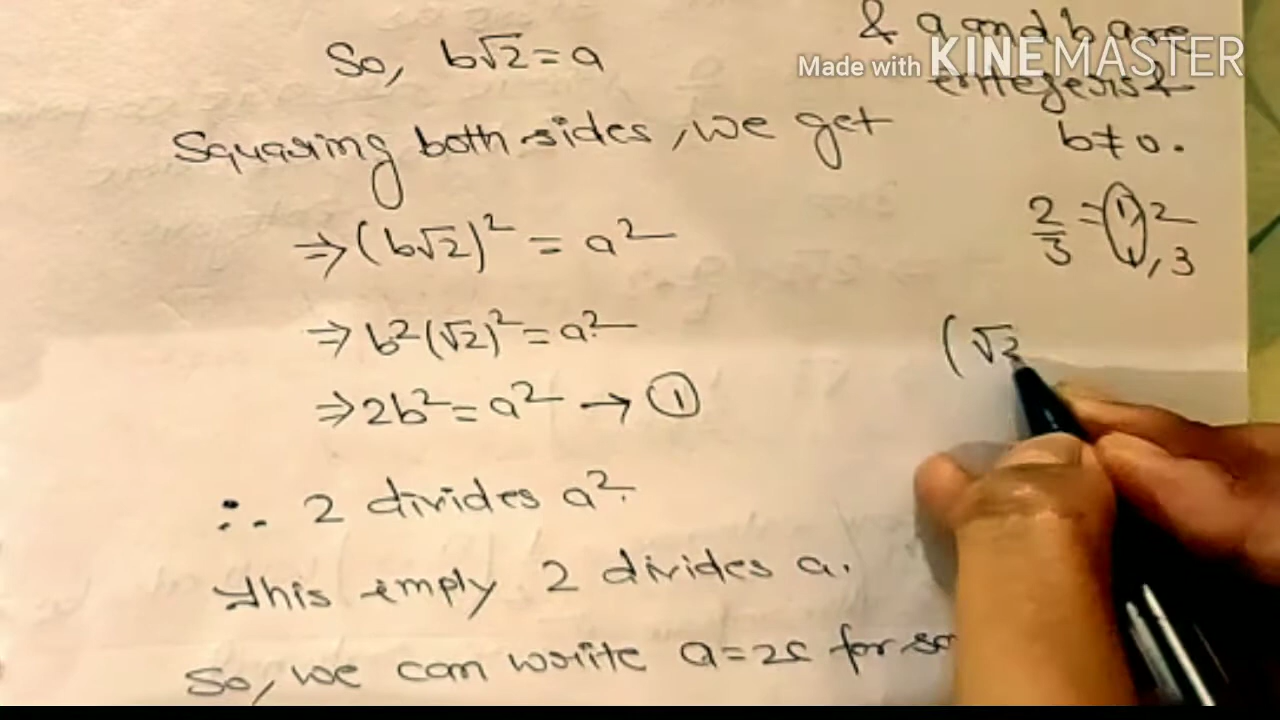 & a and b are
Made with KINEMASTER
So, b√2 = a
integers &
Squaring both sides, we get
b ≠ 0.
⇒ (b√2)² = a²
2/3 = 1, 2
1, 3
⇒ b²(√2)² = a²
(√2
⇒ 2b² = a² → ①
∴ 2 divides a².
This imply 2 divides a.
So, we can write a = 2c for